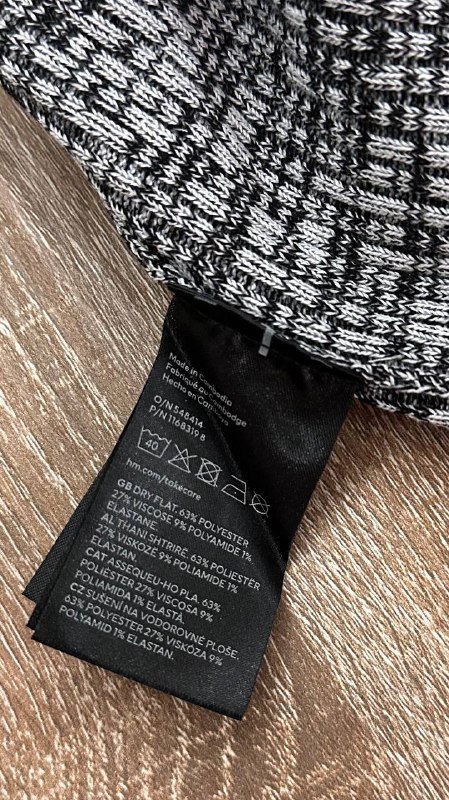 Made in Cambodia
Fabriqué au Cambodge
Hecho en Camboya
O/N 548414
P/N 1168319 8
40
hm.com/takecare
GB DRY FLAT. 63% POLYESTER
27% VISCOSE 9% POLYAMIDE 1%
ELASTANE.
AL THANI SHTRIRË. 63% POLIESTËR
27% VISKOZË 9% POLIAMIDE 1%
ELASTAN.
CAT ASSEQUEU-HO PLA. 63%
POLIÈSTER 27% VISCOSA 9%
POLIAMIDA 1% ELASTÀ.
CZ SUŠENÍ NA VODOROVNÉ PLOŠE.
63% POLYESTER 27% VISKÓZA 9%
POLYAMID 1% ELASTAN.